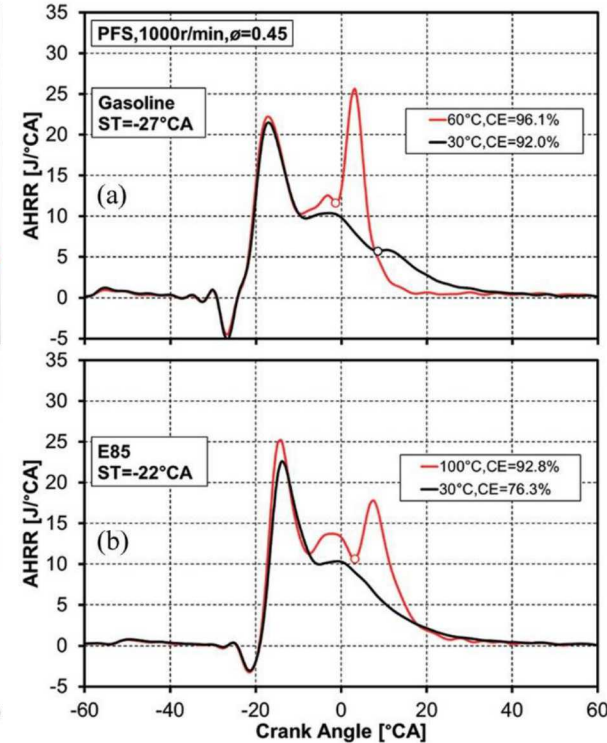 35
PFS,1000r/min,ø=0.45
30
Gasoline
ST=-27°CA
25
60°C,CE=96.1%
30°C,CE=92.0%
20
(a)
15
10
5
0
-5
AHRR [J/°CA]
35
30
E85
ST=-22°CA
25
100°C,CE=92.8%
30°C,CE=76.3%
20
(b)
15
10
5
0
-5
AHRR [J/°CA]
-60 -40 -20 0 20 40 60
Crank Angle [°CA]